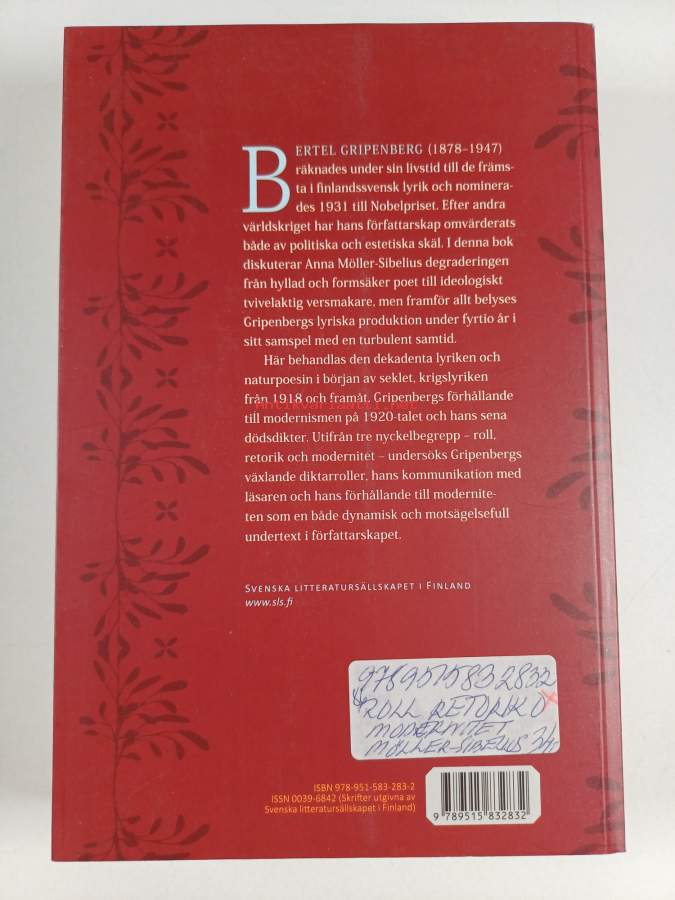 BERTEL GRIPENBERG (1878–1947)
räknades under sin livstid till de främs-
ta i finlandssvensk lyrik och nominera-
des 1931 till Nobelpriset. Efter andra
världskriget har hans författarskap omvärderats
både av politiska och estetiska skäl. I denna bok
diskuterar Anna Möller-Sibelius degraderingen
från hyllad och formsäker poet till ideologiskt
tvivelaktig versmakare, men framför allt belyses
Gripenbergs lyriska produktion under fyrtio år i
sitt samspel med en turbulent samtid.
Här behandlas den dekadenta lyriken och
naturpoesin i början av seklet, krigslyriken
från 1918 och framåt, Gripenbergs förhållande
Antikvariaatti.net
till modernismen på 1920-talet och hans sena
dödsdikter. Utifrån tre nyckelbegrepp – roll,
retorik och modernitet – undersöks Gripenbergs
växlande diktarroller, hans kommunikation med
läsaren och hans förhållande till modernite-
ten som en både dynamisk och motsägelsefull
undertext i författarskapet.
SVENSKA LITTERATURSÄLLSKAPET I FINLAND
www.sls.fi
9789515832832
ROLL RETORIK O
MODERNITET
MÖLLER-SIBELIUS 34,-
ISBN 978-951-583-283-2
ISSN 0039-6842 (Skrifter utgivna av
Svenska litteratursällskapet i Finland)
9 789515 832832